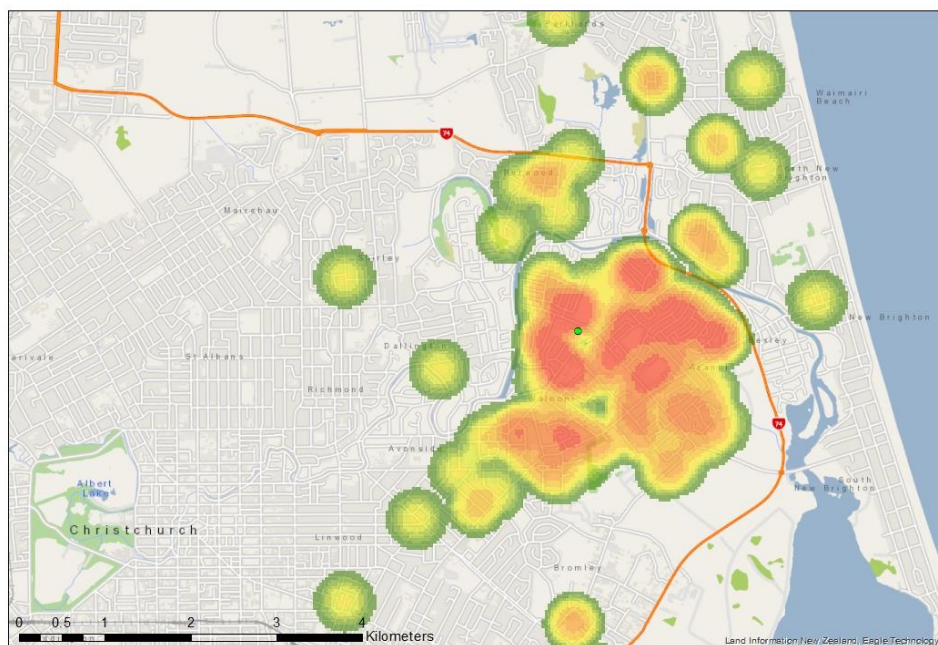 Parklands
Waimairi
Beach
74
Burwood
North New
Brighton
Mairehau
Shirley
New Brighton
Dallington
St Albans
Richmond
Aranui
Avonside
74
Albert
Lake
South
New Brighton
Christchurch
Linwood
Bromley
0 0.5 1 2 3 4
Kilometers
Land Information New Zealand, Eagle Technology